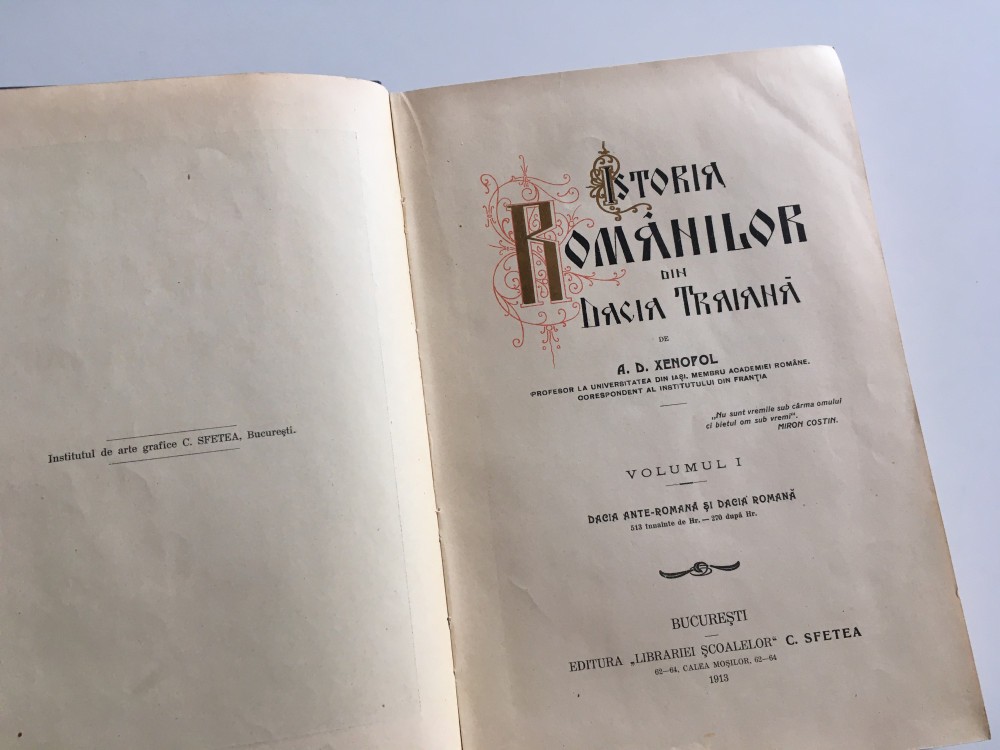 Institutul de arte grafice C. SFETEA, Bucureşti.
ISTORIA
ROMÂNILOR
DIN
DACIA TRAIANĂ
DE
A. D. XENOPOL
PROFESOR LA UNIVERSITATEA DIN IAŞI, MEMBRU ACADEMIEI ROMÂNE,
CORESPONDENT AL INSTITUTULUI DIN FRANŢIA
„Nu sunt vremile sub cârma omului
ci bietul om sub vremi“.
MIRON COSTIN.
VOLUMUL I
DACIA ANTE-ROMANĂ ŞI DACIA ROMANĂ
513 înnainte de Hr. — 270 după Hr.
BUCUREŞTI
EDITURA „LIBRARIEI ŞCOALELOR“ C. SFETEA
62—64, CALEA MOŞILOR, 62—64
1913